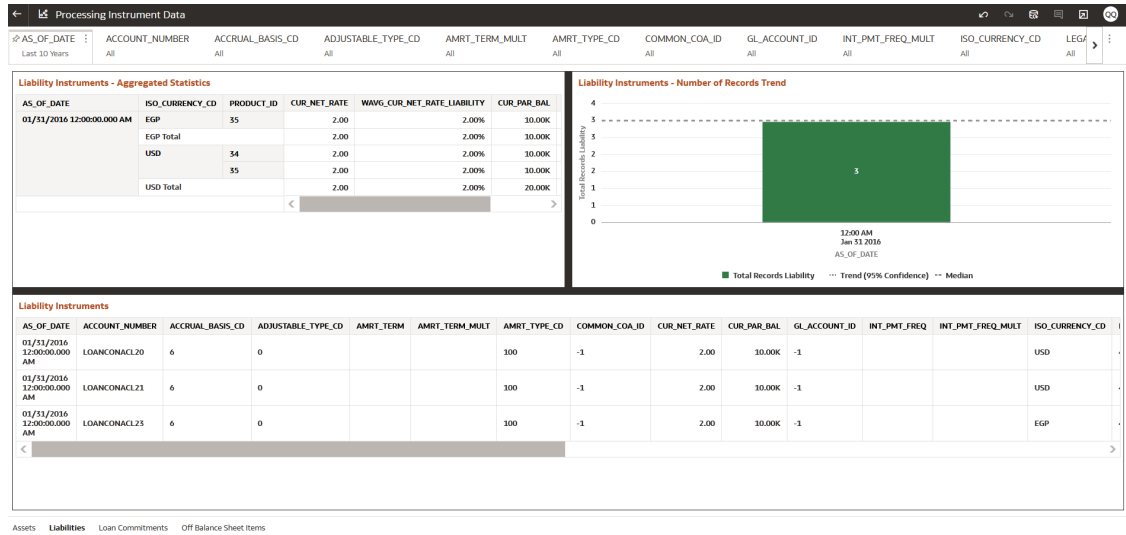 Processing Instrument Data
QQ
AS_OF_DATE ACCOUNT_NUMBER ACCRUAL_BASIS_CD ADJUSTABLE_TYPE_CD AMRT_TERM_MULT AMRT_TYPE_CD COMMON_COA_ID GL_ACCOUNT_ID INT_PMT_FREQ_MULT ISO_CURRENCY_CD LEGA
Last 10 Years All All All All All All All All All All
Liability Instruments - Aggregated Statistics
AS_OF_DATE ISO_CURRENCY_CD PRODUCT_ID CUR_NET_RATE WAVG_CUR_NET_RATE_LIABILITY CUR_PAR_BAL
01/31/2016 12:00:00.000 AM EGP 35 2.00 2.00% 10.00K
EGP Total 2.00 2.00% 10.00K
USD 34 2.00 2.00% 10.00K
35 2.00 2.00% 10.00K
USD Total 2.00 2.00% 20.00K
Liability Instruments - Number of Records Trend
Total Records Liability
4
3
3
2
2
1
1
0
3
12:00 AM
Jan 31 2016
AS_OF_DATE
Total Records Liability Trend (95% Confidence) Median
Liability Instruments
AS_OF_DATE ACCOUNT_NUMBER ACCRUAL_BASIS_CD ADJUSTABLE_TYPE_CD AMRT_TERM AMRT_TERM_MULT AMRT_TYPE_CD COMMON_COA_ID CUR_NET_RATE CUR_PAR_BAL GL_ACCOUNT_ID INT_PMT_FREQ INT_PMT_FREQ_MULT ISO_CURRENCY_CD
01/31/2016
12:00:00.000 LOANCONACL20 6 0 100 -1 2.00 10.00K -1 USD
AM
01/31/2016
12:00:00.000 LOANCONACL21 6 0 100 -1 2.00 10.00K -1 USD
AM
01/31/2016
12:00:00.000 LOANCONACL23 6 0 100 -1 2.00 10.00K -1 EGP
AM
Assets Liabilities Loan Commitments Off Balance Sheet Items